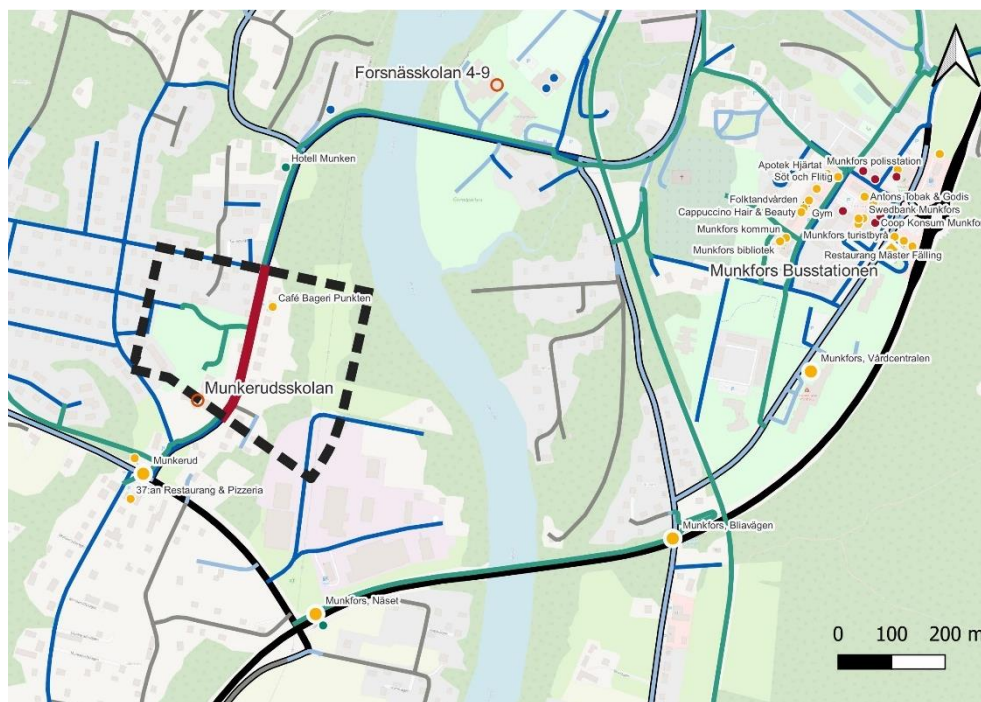 Forsnässkolan 4-9
Hotell Munken
Apotek Hjärtat
Munkfors polisstation
Söt och Flitig
Folktandvården
Antons Tobak & Godis
Cappuccino Hair & Beauty
Gym
Swedbank Munkfors
Munkfors kommun
Coop Konsum Munkfo
Munkfors turistbyrå
Munkfors bibliotek
Restaurang Mäster Fälling
Munkfors Busstationen
Café Bageri Punkten
Munkfors, Vårdcentralen
Munkerudsskolan
Munkerud
37:an Restaurang & Pizzeria
Munkfors, Bliavägen
Munkfors, Näset
0 100 200 m